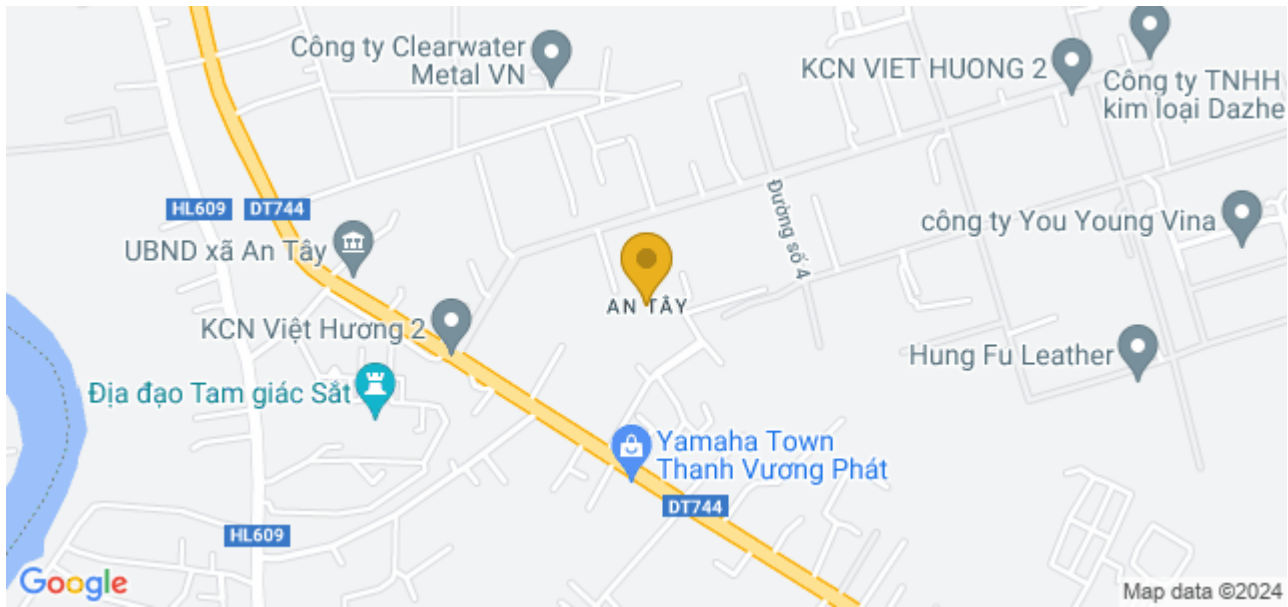 Công ty Clearwater
Metal VN
KCN VIET HUONG 2
Công ty TNHH
kim loại Dazhe
HL609
DT744
Đường số 4
công ty You Young Vina
UBND xã An Tây
AN TÂY
KCN Việt Hương 2
Hung Fu Leather
Địa đạo Tam giác Sắt
Yamaha Town
Thanh Vương Phát
DT744
HL609
Google
Map data ©2024